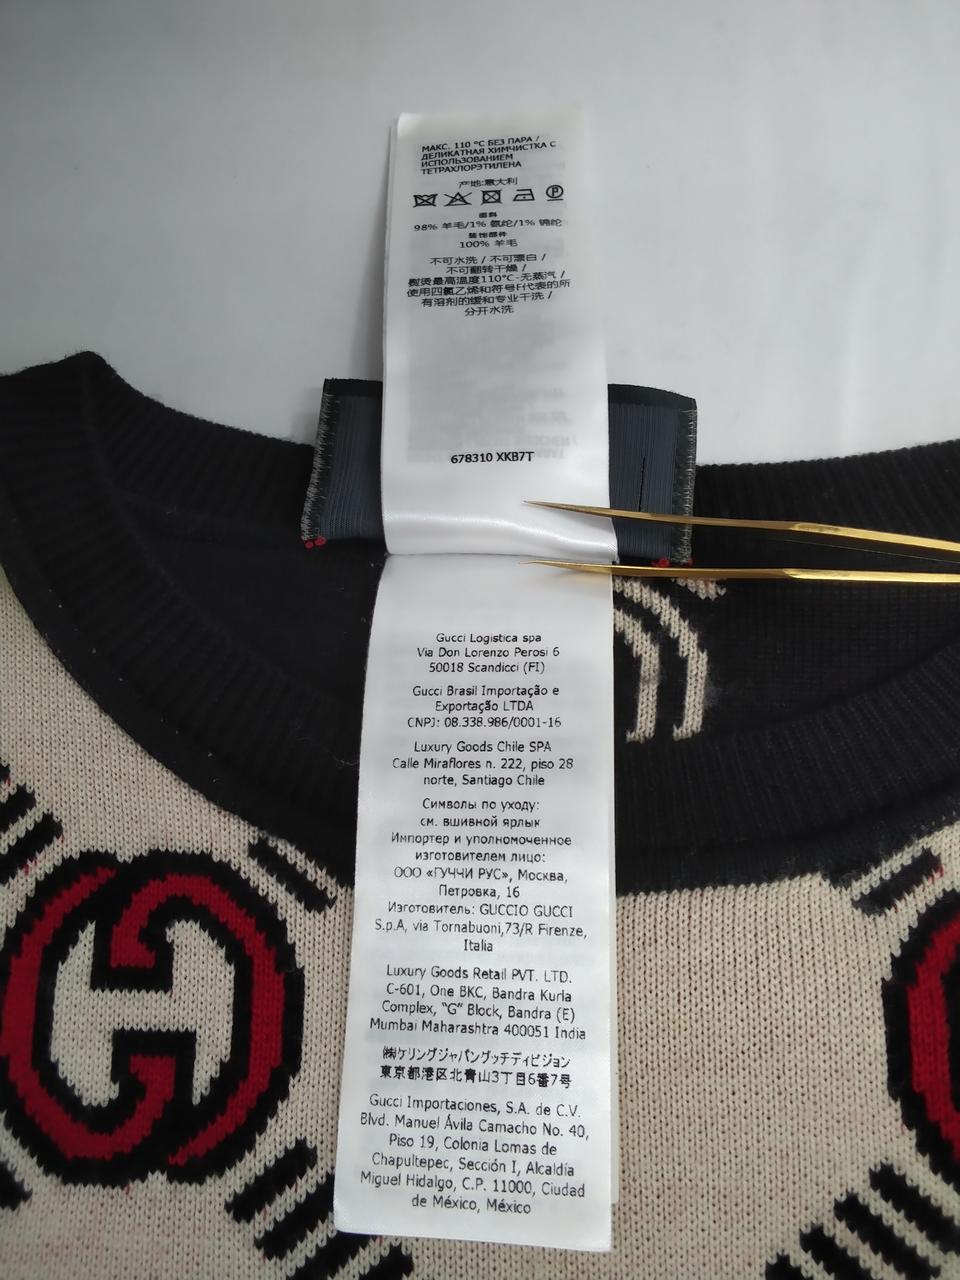 МАКС. 110 °C БЕЗ ПАРА /
ДЕЛИКАТНАЯ ХИМЧИСТКА С
ИСПОЛЬЗОВАНИЕМ
ТЕТРАХЛОРЭТИЛЕНА
产地:意大利
P
面料
98% 羊毛/1% 氨纶/1% 锦纶
装饰部件
100% 羊毛
不可水洗 / 不可漂白 /
不可翻转干燥 /
熨烫最高温度110°C-无蒸汽 /
使用四氯乙烯和符号F代表的所
有溶剂的缓和专业干洗 /
分开水洗
678310 XKB7T
Gucci Logistica spa
Via Don Lorenzo Perosi 6
50018 Scandicci (FI)
Gucci Brasil Importação e
Exportação LTDA
CNPJ: 08.338.986/0001-16
Luxury Goods Chile SPA
Calle Miraflores n. 222, piso 28
norte, Santiago Chile
Символы по уходу:
см. вшивной ярлык
Импортер и уполномоченное
изготовителем лицо:
ООО «ГУЧЧИ РУС», Москва,
Петровка, 16
Изготовитель: GUCCIO GUCCI
S.p.A, via Tornabuoni,73/R Firenze,
Italia
Luxury Goods Retail PVT. LTD.
C-601, One BKC, Bandra Kurla
Complex, "G" Block, Bandra (E)
Mumbai Maharashtra 400051 India
㈱ケリングジャパングッチディビジョン
東京都港区北青山3丁目6番7号
Gucci Importaciones, S.A. de C.V.
Blvd. Manuel Ávila Camacho No. 40,
Piso 19, Colonia Lomas de
Chapultepec, Sección I, Alcaldía
Miguel Hidalgo, C.P. 11000, Ciudad
de México, México